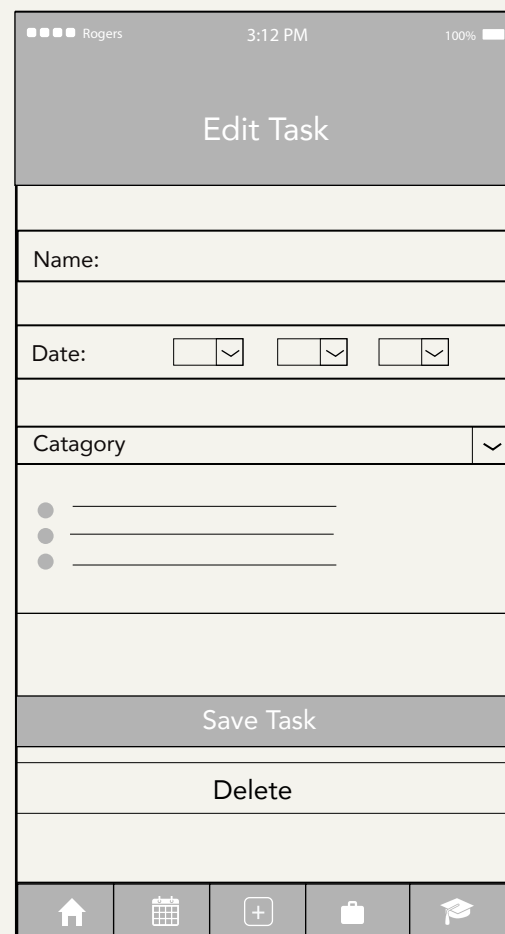 Rogers 3:12 PM 100%
Edit Task
Name:
Date:
Catagory
Save Task
Delete